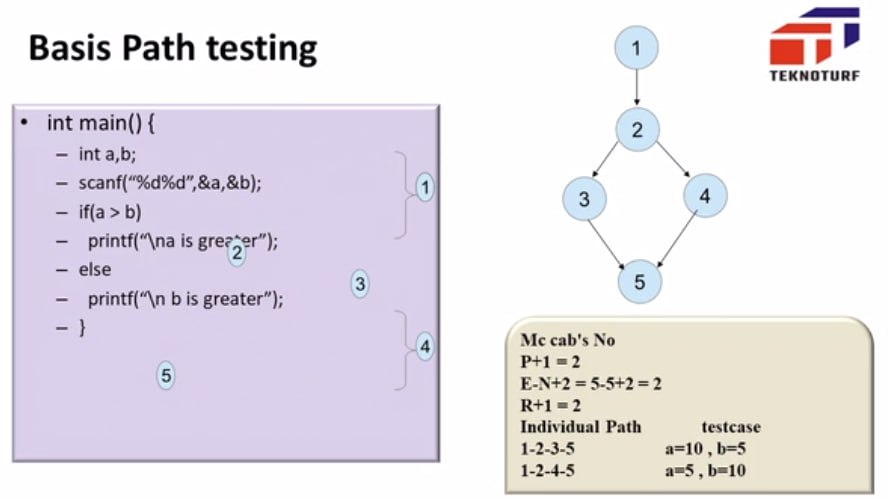 Basis Path testing
TEKNOTURF
• int main() {
– int a,b;
– scanf(“%d%d”,&a,&b);
– if(a > b)
– printf(“\na is greater”);
– else
– printf(“\n b is greater”);
– }
1
2
3
4
5
1
2
3
4
5
Mc cab's No
P+1 = 2
E-N+2 = 5-5+2 = 2
R+1 = 2
Individual Path testcase
1-2-3-5 a=10 , b=5
1-2-4-5 a=5 , b=10